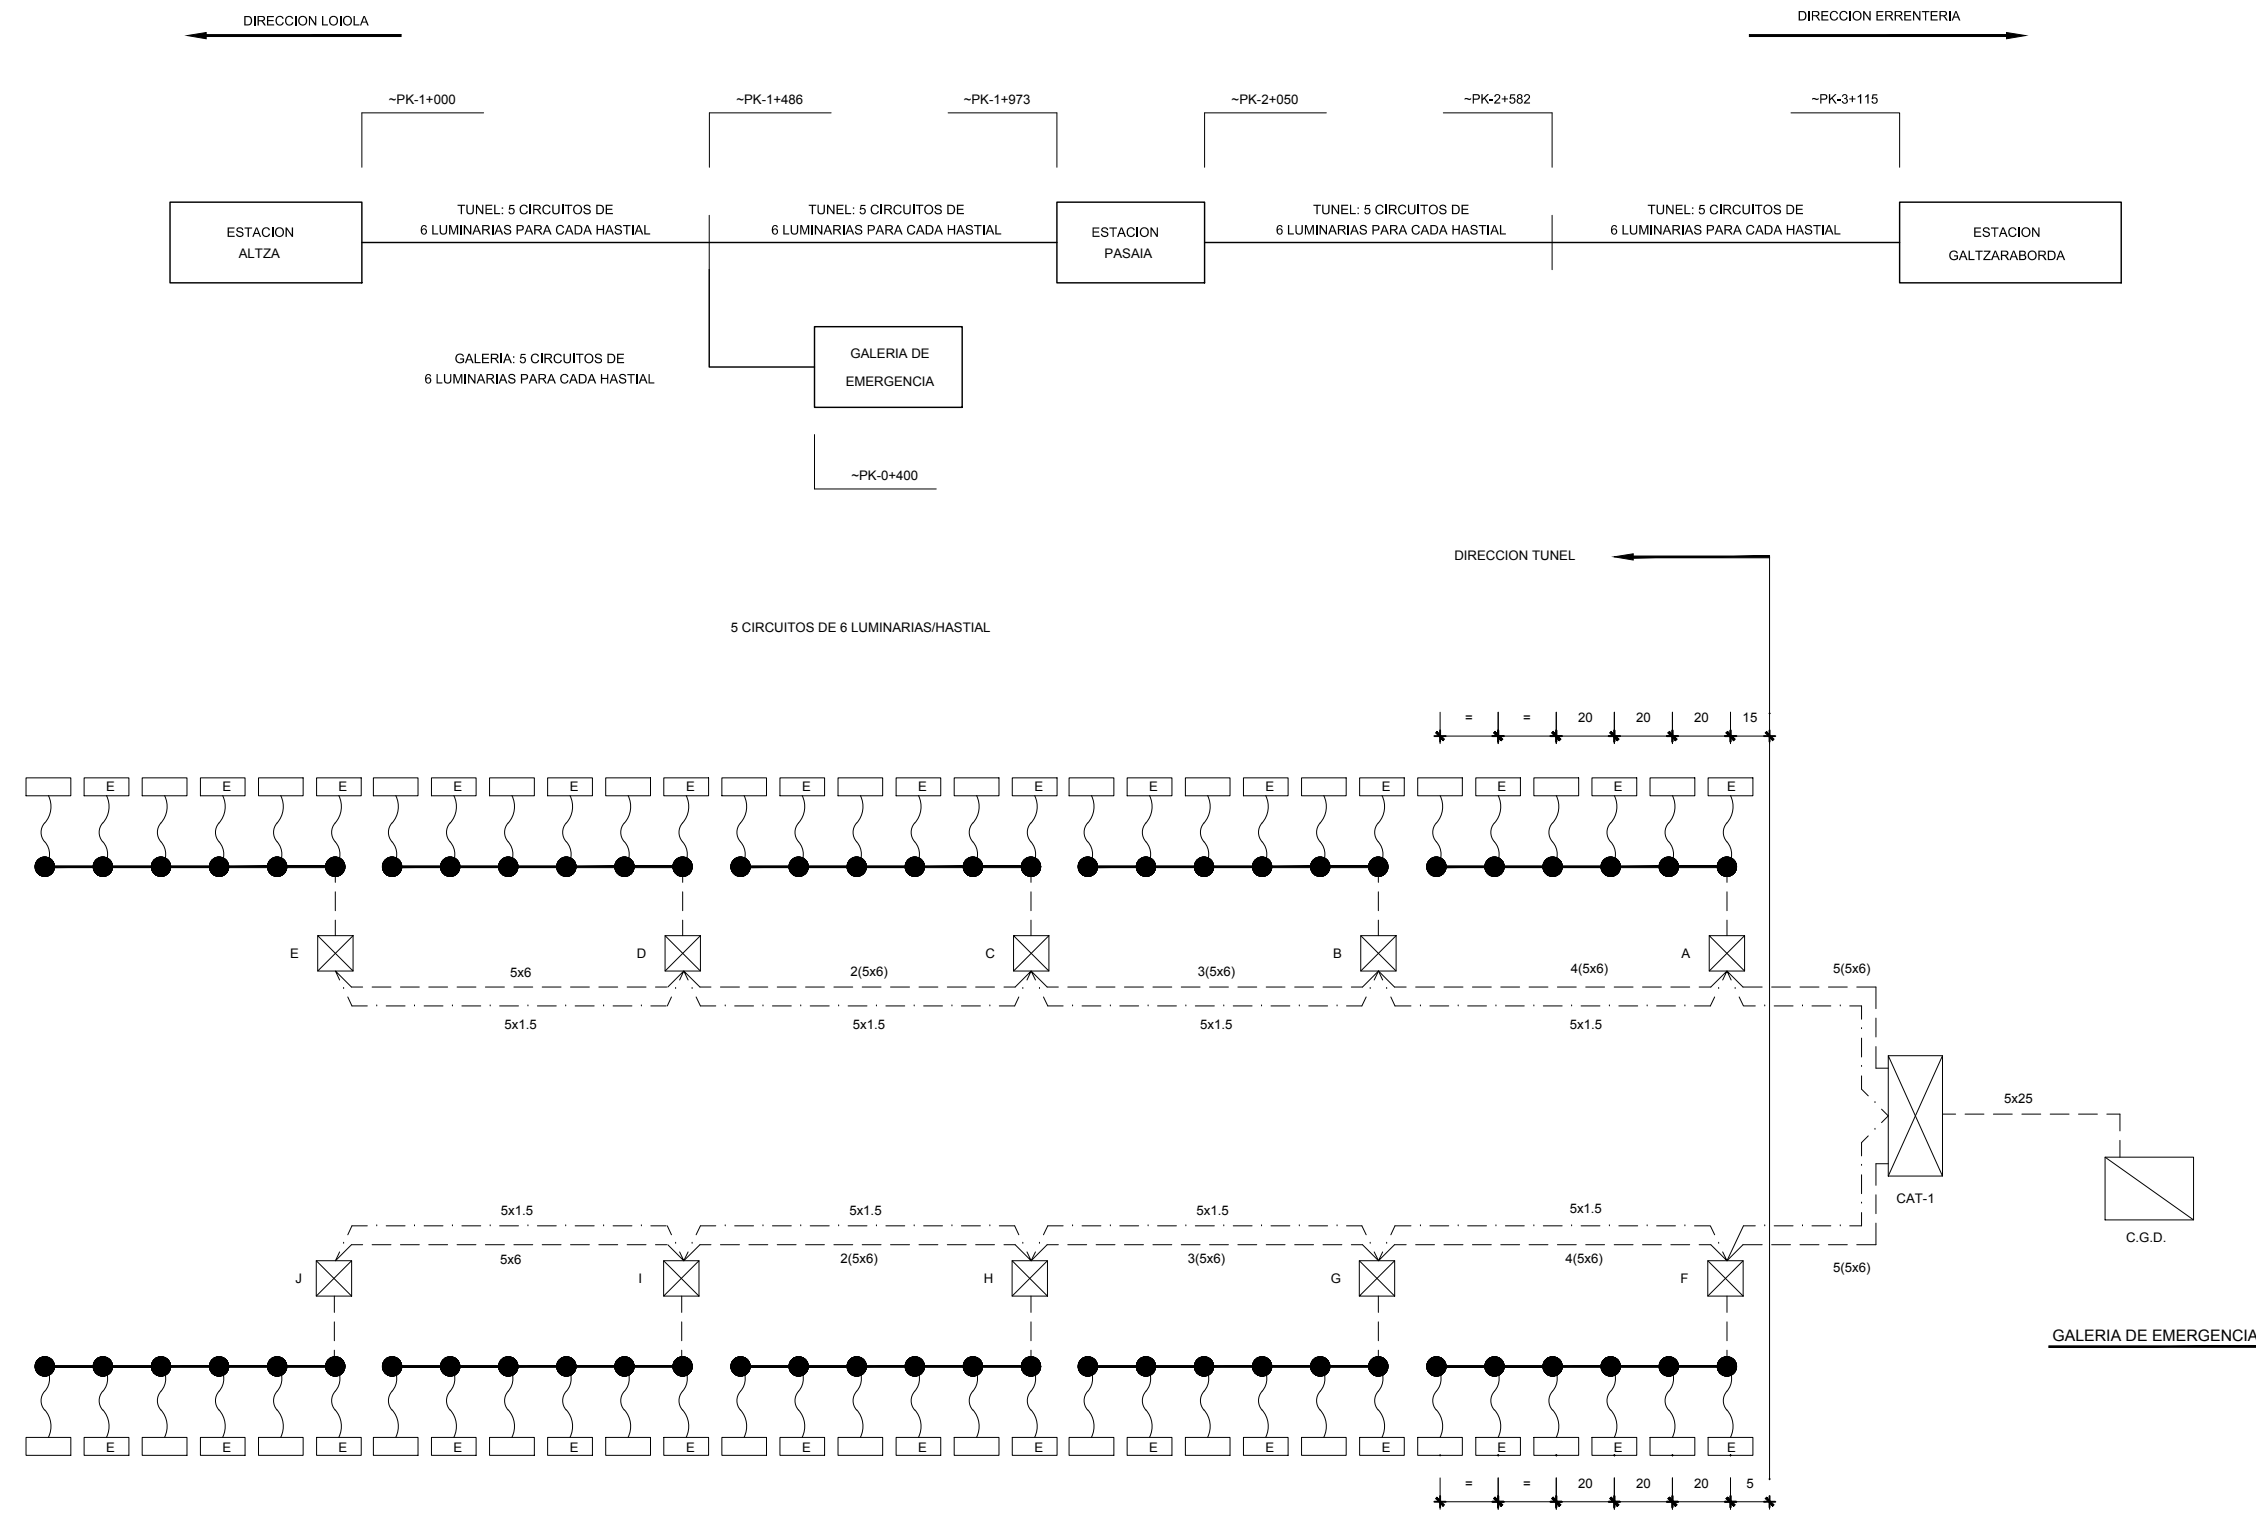 DIRECCION LOIOLA
DIRECCION ERRENTERIA
~PK-1+000
~PK-1+486
~PK-1+973
~PK-2+050
~PK-2+582
~PK-3+115
ESTACION
ALTZA
TUNEL: 5 CIRCUITOS DE
6 LUMINARIAS PARA CADA HASTIAL
TUNEL: 5 CIRCUITOS DE
6 LUMINARIAS PARA CADA HASTIAL
ESTACION
PASAIA
TUNEL: 5 CIRCUITOS DE
6 LUMINARIAS PARA CADA HASTIAL
TUNEL: 5 CIRCUITOS DE
6 LUMINARIAS PARA CADA HASTIAL
ESTACION
GALTZARABORDA
GALERIA: 5 CIRCUITOS DE
6 LUMINARIAS PARA CADA HASTIAL
GALERIA DE
EMERGENCIA
~PK-0+400
DIRECCION TUNEL
5 CIRCUITOS DE 6 LUMINARIAS/HASTIAL
= = 20 20 20 15
E E E E E E E E E E E E E E E
E D C B A
5x6 2(5x6) 3(5x6) 4(5x6) 5(5x6)
5x1.5 5x1.5 5x1.5 5x1.5
5x25
CAT-1
C.G.D.
5x1.5 5x1.5 5x1.5 5x1.5
5x6 2(5x6) 3(5x6) 4(5x6) 5(5x6)
J I H G F
GALERIA DE EMERGENCIA
E E E E E E E E E E E E E E E
= = 20 20 20 5